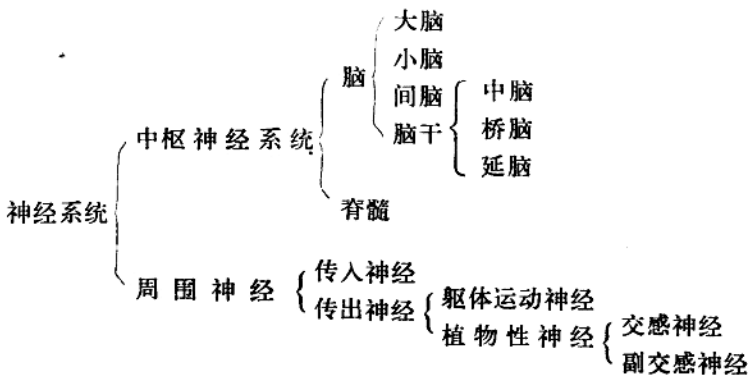 大脑
小脑
脑
间脑
中脑
脑干
桥脑
中枢神经系统
延脑
脊髓
神经系统
传入神经
周围神经
传出神经
躯体运动神经
植物性神经
交感神经
副交感神经